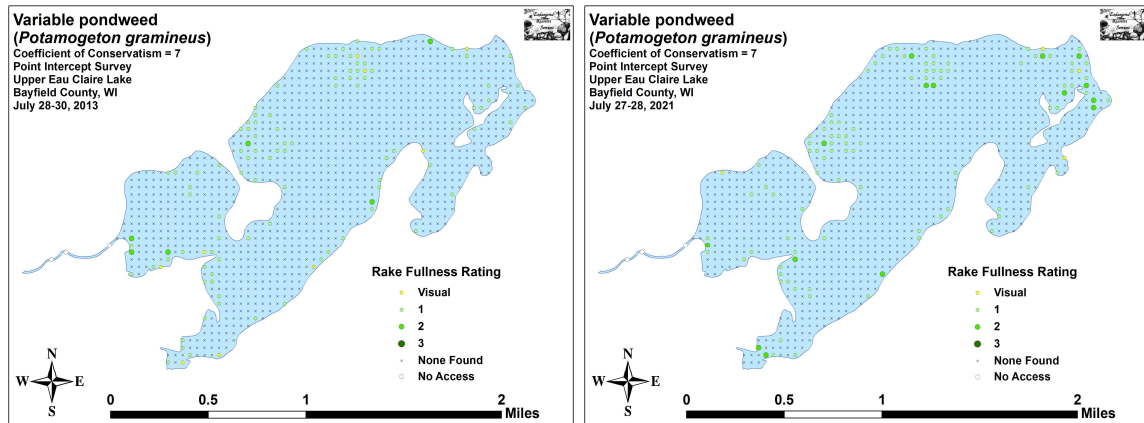 Variable pondweed
(Potamogeton gramineus)
Coefficient of Conservatism = 7
Point Intercept Survey
Upper Eau Claire Lake
Bayfield County, WI
July 28-30, 2013
Rake Fullness Rating
Visual
1
2
3
None Found
No Access
N
W E
S
0 0.5 1 2
Miles
Variable pondweed
(Potamogeton gramineus)
Coefficient of Conservatism = 7
Point Intercept Survey
Upper Eau Claire Lake
Bayfield County, WI
July 27-28, 2021
Rake Fullness Rating
Visual
1
2
3
None Found
No Access
N
W E
S
0 0.5 1 2
Miles